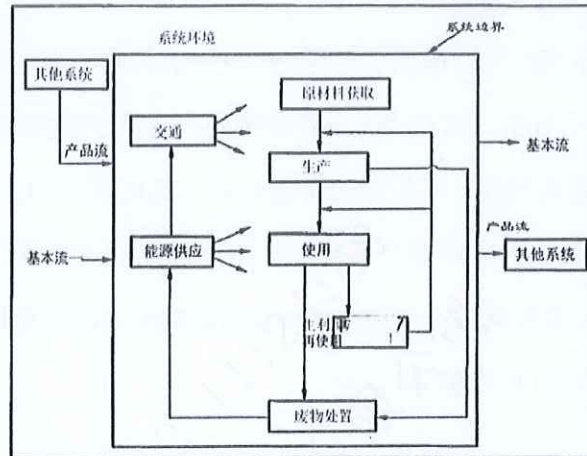 系统环境
系统边界
其他系统
原材料获取
交通
产品流
基本流
生产
产品流
基本流
能源供应
使用
其他系统
再使用
废物处置